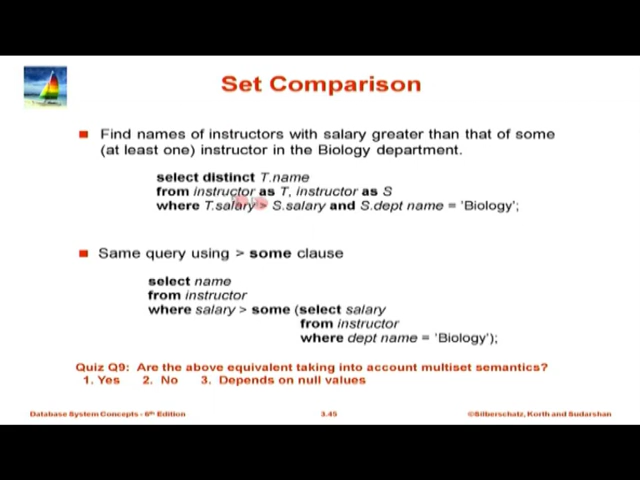 Set Comparison
Find names of instructors with salary greater than that of some
(at least one) instructor in the Biology department.
select distinct T.name
from instructor as T, instructor as S
where T.salary > S.salary and S.dept name = 'Biology';
Same query using > some clause
select name
from instructor
where salary > some (select salary
from instructor
where dept name = 'Biology');
Quiz Q9: Are the above equivalent taking into account multiset semantics?
1. Yes 2. No 3. Depends on null values
Database System Concepts - 6th Edition 3.45 ©Silberschatz, Korth and Sudarshan